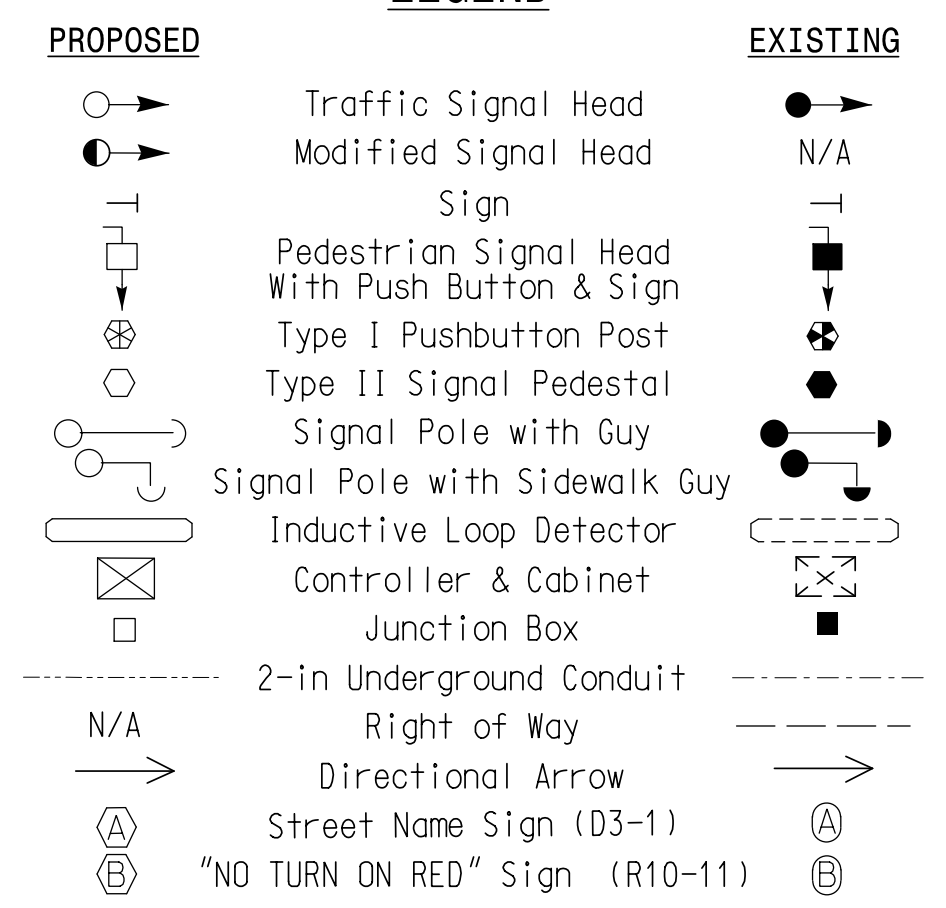 LEGEND
PROPOSED EXISTING
Traffic Signal Head
Modified Signal Head N/A
Sign
Pedestrian Signal Head
With Push Button & Sign
Type I Pushbutton Post
Type II Signal Pedestal
Signal Pole with Guy
Signal Pole with Sidewalk Guy
Inductive Loop Detector
Controller & Cabinet
Junction Box
2-in Underground Conduit
N/A Right of Way
Directional Arrow
A Street Name Sign (D3-1) A
B "NO TURN ON RED" Sign (R10-11) B